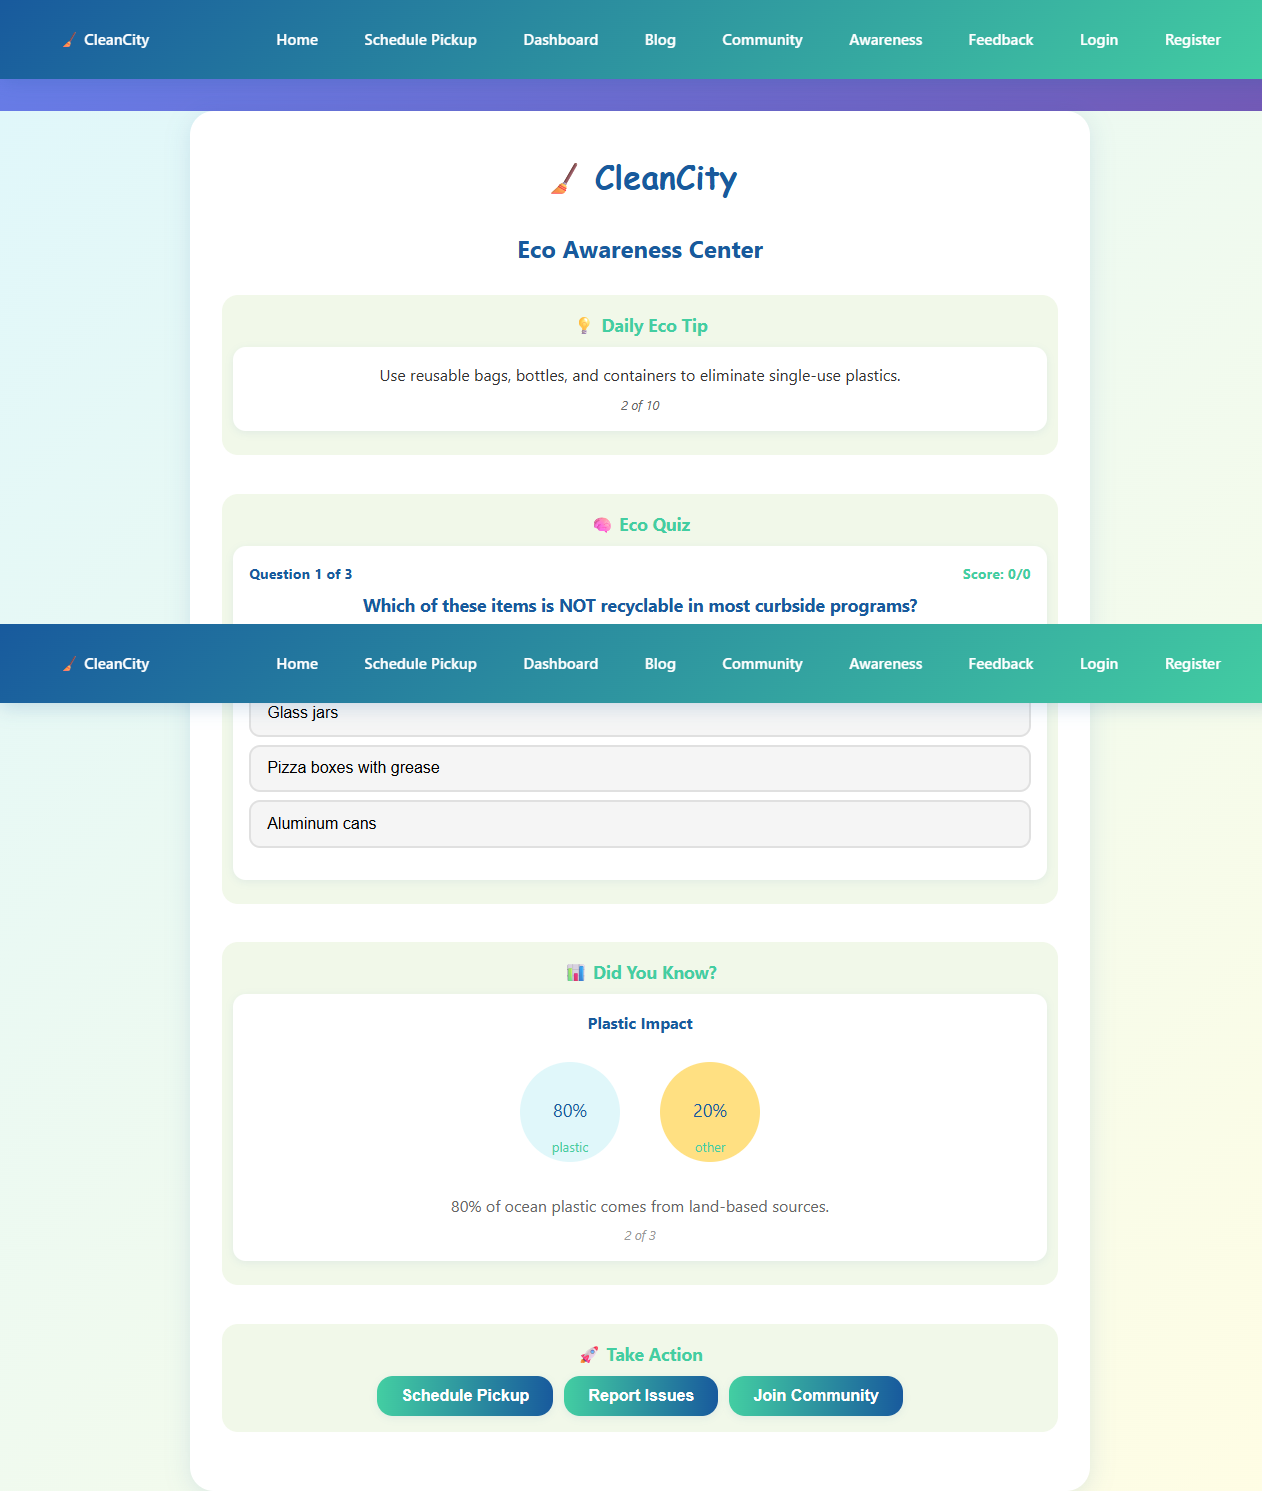 CleanCity Home Schedule Pickup Dashboard Blog Community Awareness Feedback Login Register
CleanCity
Eco Awareness Center
Daily Eco Tip
Use reusable bags, bottles, and containers to eliminate single-use plastics.
2 of 10
Eco Quiz
Question 1 of 3 Score: 0/0
Which of these items is NOT recyclable in most curbside programs?
CleanCity Home Schedule Pickup Dashboard Blog Community Awareness Feedback Login Register
Glass jars
Pizza boxes with grease
Aluminum cans
Did You Know?
Plastic Impact
80% 20%
plastic other
80% of ocean plastic comes from land-based sources.
2 of 3
Take Action
Schedule Pickup Report Issues Join Community